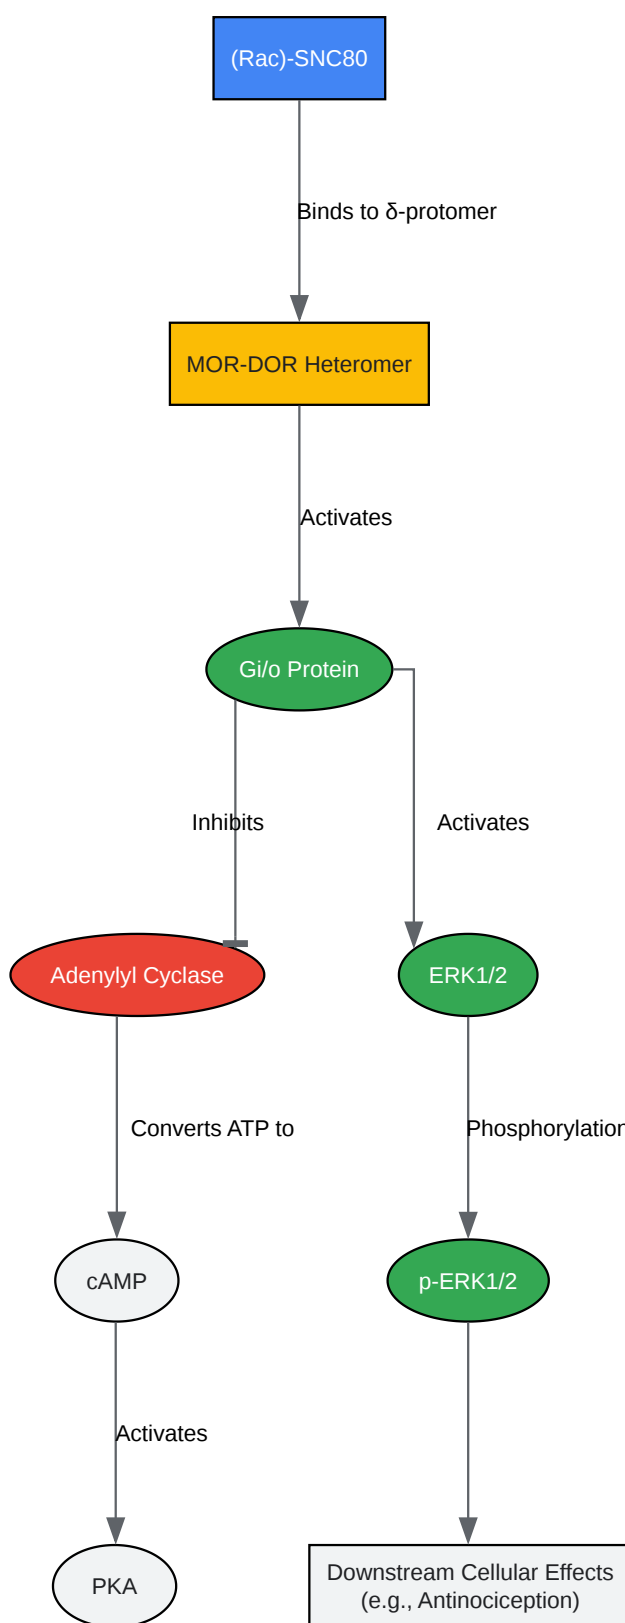 (Rac)-SNC80
Binds to δ-protomer
MOR-DOR Heteromer
Activates
Gi/o Protein
Inhibits
Activates
Adenylyl Cyclase
ERK1/2
Converts ATP to
Phosphorylation
cAMP
p-ERK1/2
Activates
PKA
Downstream Cellular Effects
(e.g., Antinociception)